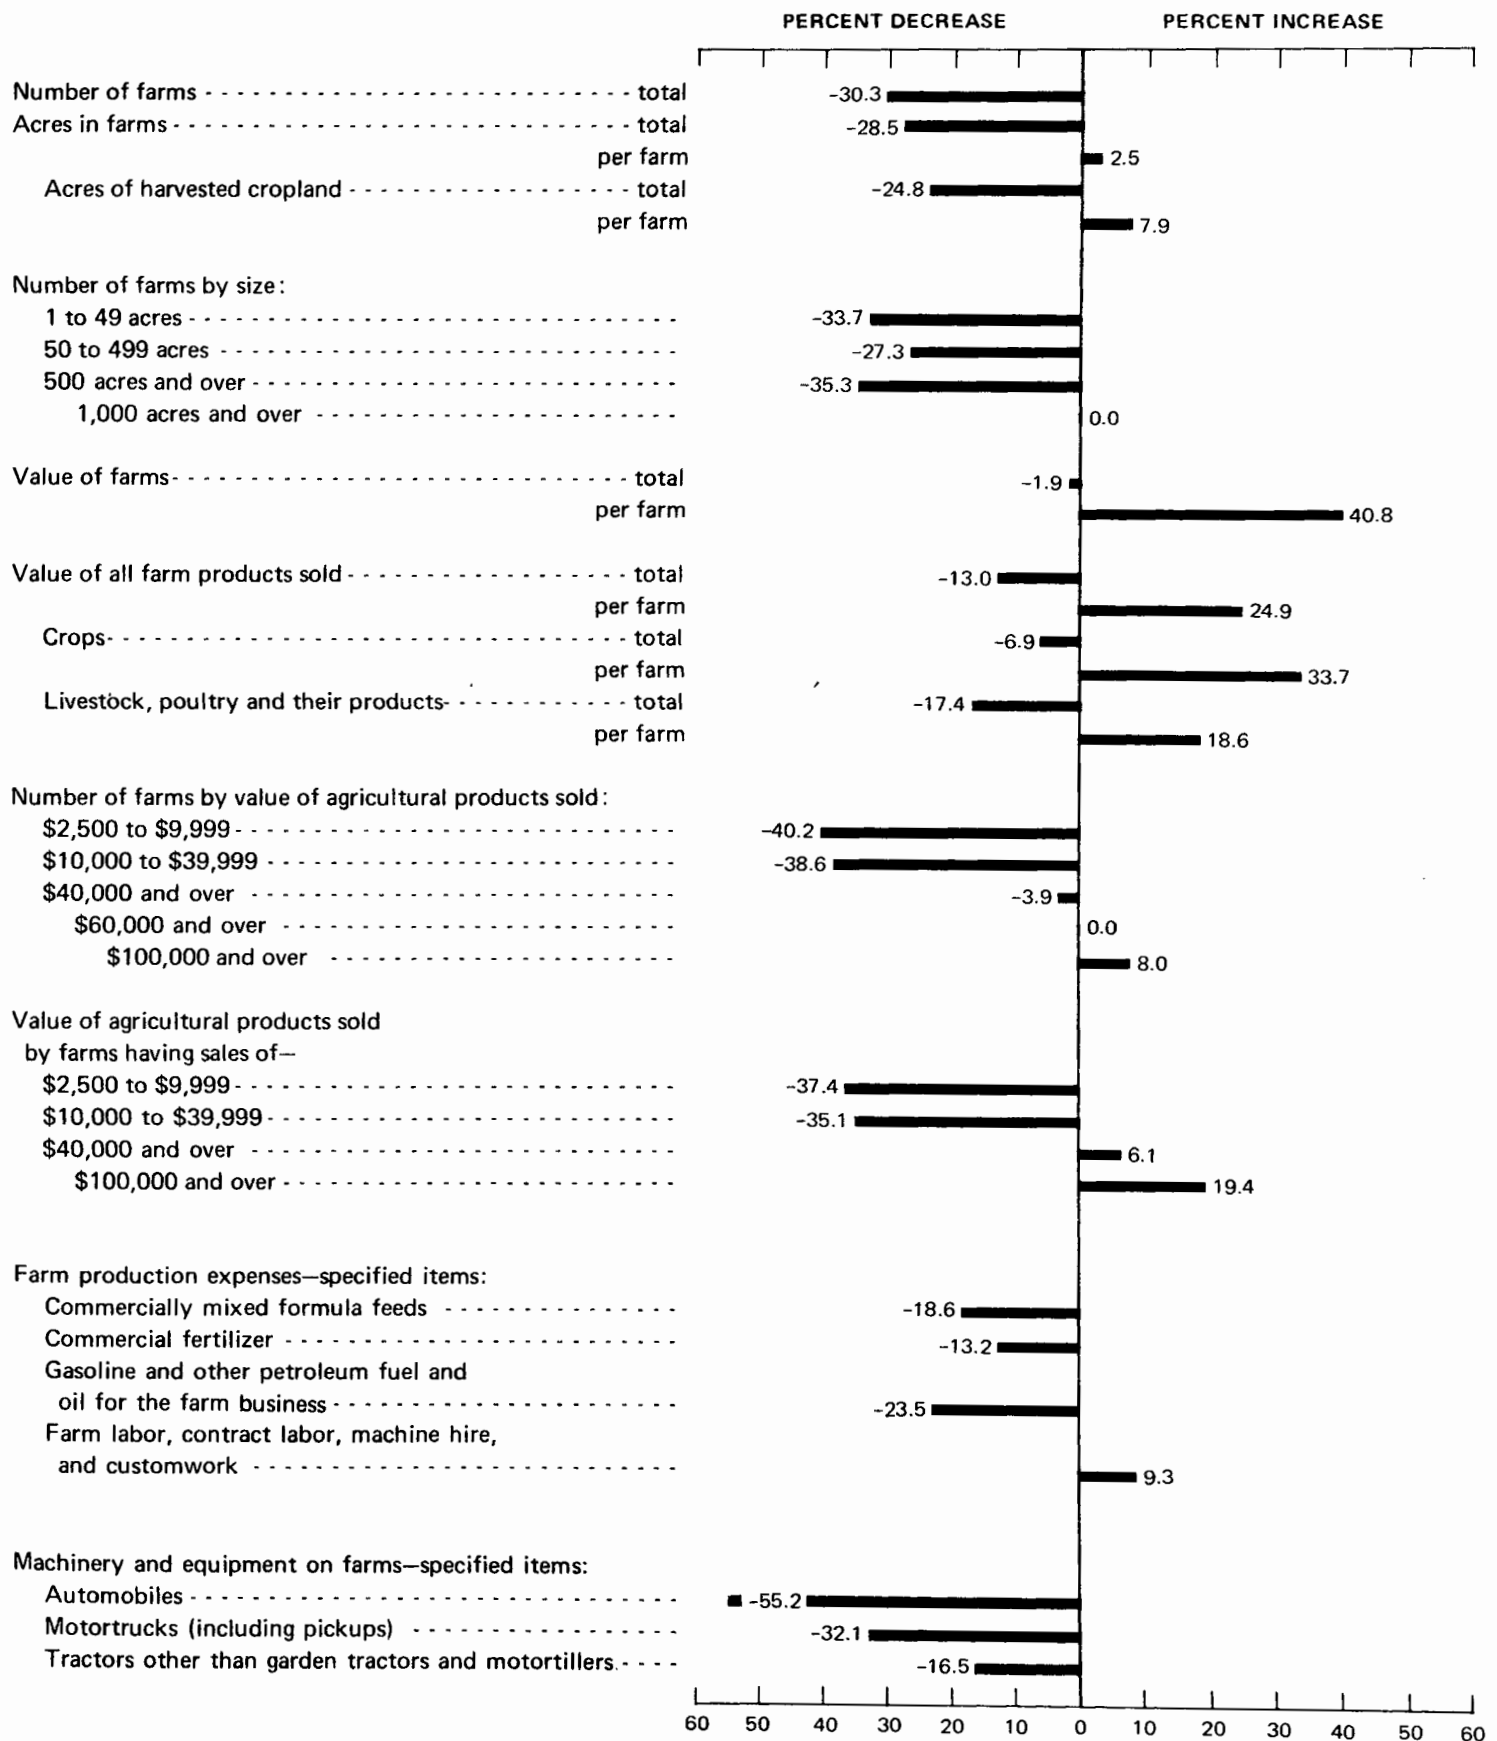 PERCENT DECREASE PERCENT INCREASE
Number of farms - - - - - - - - - - - - - - - - - - - - - - - - - - - total -30.3
Acres in farms - - - - - - - - - - - - - - - - - - - - - - - - - - - - - total -28.5
per farm 2.5
Acres of harvested cropland - - - - - - - - - - - - - - - - - - total -24.8
per farm 7.9
Number of farms by size:
1 to 49 acres - - - - - - - - - - - - - - - - - - - - - - - - - - - - - - - -33.7
50 to 499 acres - - - - - - - - - - - - - - - - - - - - - - - - - - - - - -27.3
500 acres and over - - - - - - - - - - - - - - - - - - - - - - - - - - - -35.3
1,000 acres and over - - - - - - - - - - - - - - - - - - - - - - - 0.0
Value of farms - - - - - - - - - - - - - - - - - - - - - - - - - - - - - total -1.9
per farm 40.8
Value of all farm products sold - - - - - - - - - - - - - - - - - - total -13.0
per farm 24.9
Crops - - - - - - - - - - - - - - - - - - - - - - - - - - - - - - - - - total -6.9
per farm 33.7
Livestock, poultry and their products - - - - - - - - - - - - total -17.4
per farm 18.6
Number of farms by value of agricultural products sold:
$2,500 to $9,999 - - - - - - - - - - - - - - - - - - - - - - - - - - - - -40.2
$10,000 to $39,999 - - - - - - - - - - - - - - - - - - - - - - - - - - -38.6
$40,000 and over - - - - - - - - - - - - - - - - - - - - - - - - - - - -3.9
$60,000 and over - - - - - - - - - - - - - - - - - - - - - - - - - 0.0
$100,000 and over - - - - - - - - - - - - - - - - - - - - - - 8.0
Value of agricultural products sold
by farms having sales of—
$2,500 to $9,999 - - - - - - - - - - - - - - - - - - - - - - - - - - - - -37.4
$10,000 to $39,999 - - - - - - - - - - - - - - - - - - - - - - - - - - -35.1
$40,000 and over - - - - - - - - - - - - - - - - - - - - - - - - - - - 6.1
$100,000 and over - - - - - - - - - - - - - - - - - - - - - - - - - 19.4
Farm production expenses—specified items:
Commercially mixed formula feeds - - - - - - - - - - - - - - - -18.6
Commercial fertilizer - - - - - - - - - - - - - - - - - - - - - - - - - -13.2
Gasoline and other petroleum fuel and
oil for the farm business - - - - - - - - - - - - - - - - - - - - - - -23.5
Farm labor, contract labor, machine hire,
and customwork - - - - - - - - - - - - - - - - - - - - - - - - - - - 9.3
Machinery and equipment on farms—specified items:
Automobiles - - - - - - - - - - - - - - - - - - - - - - - - - - - - - - - -55.2
Motortrucks (including pickups) - - - - - - - - - - - - - - - - - -32.1
Tractors other than garden tractors and motortillers - - - - -16.5
60 50 40 30 20 10 0 10 20 30 40 50 60